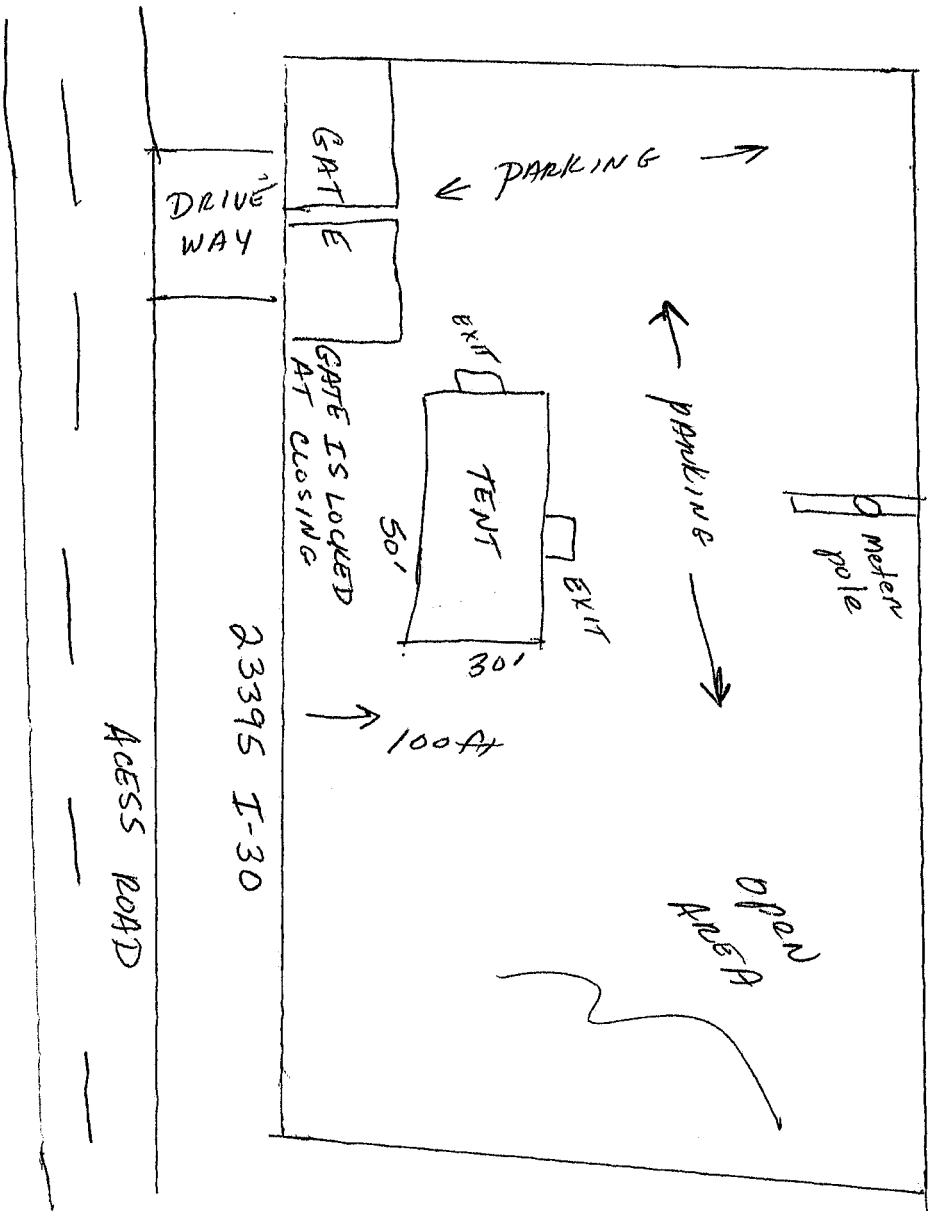 GATE
PARKING
DRIVE
WAY
EXIT
GATE IS LOCKED
AT CLOSING
TENT
50'
30'
EXIT
PARKING
Meter
pole
100ft
23395 I-30
OPEN
AREA
ACESS ROAD